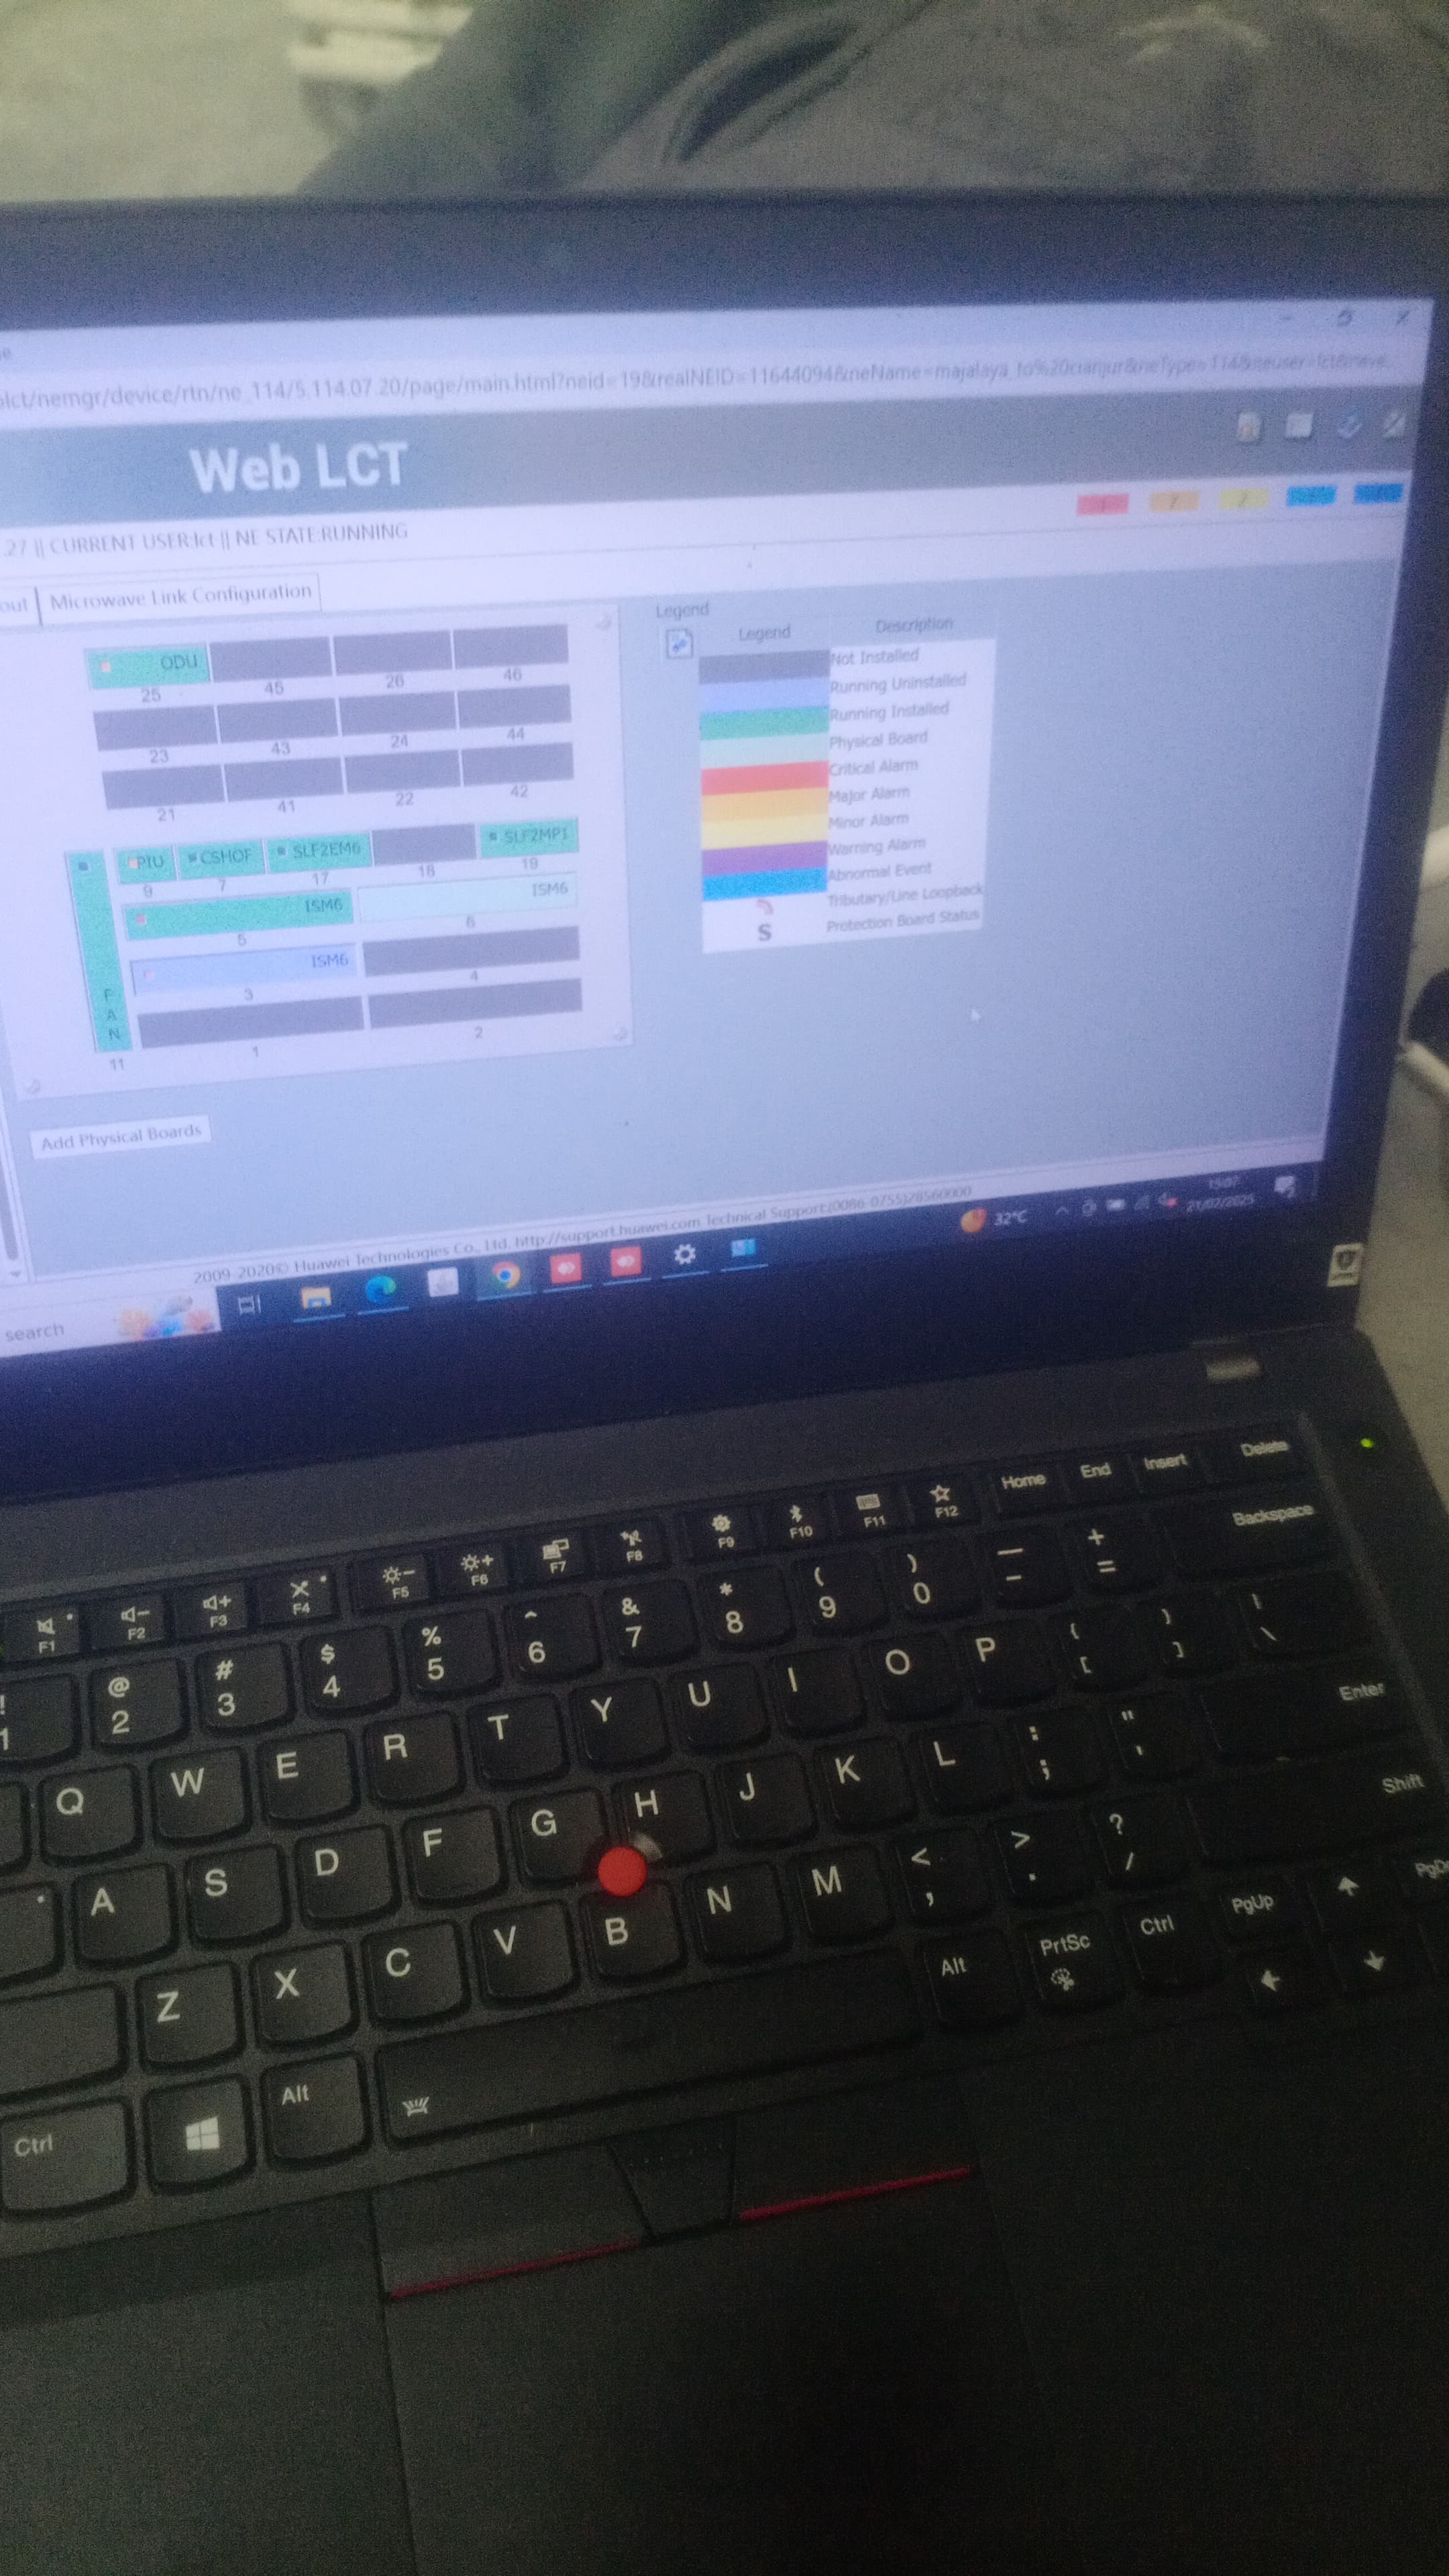 olct/nemgr/device/rtn/ne_114/5.114.07.20/page/main.html?neid=19&realNEID=11644094&neName=majalaya_to%20cianjur&neType=114&
Web LCT
.27 || CURRENT USER:lct || NE STATE:RUNNING
out
Microwave Link Configuration
Legend
Legend Description
Not Installed
Running Uninstalled
Running Installed
Physical Board
Critical Alarm
Major Alarm
Minor Alarm
Warning Alarm
Abnormal Event
Tributary/Line Loopback
S Protection Board Status
ODU
25 45 26 46
23 43 24 44
21 41 22 42
PIU CSHOF SLF2EM6 SLF2MP1
9 7 17 18 19
ISM6 ISM6
5 6
ISM6
3 4
1 2
FAN
11
Add Physical Boards
2009-2020© Huawei Technologies Co., Ltd. http://support.huawei.com Technical Support:(0086-0755)28560000
search
32°C
21/07/2025
Home End Insert Delete
F1 F2 F3 F4 F5 F6 F7 F8 F9 F10 F11 F12
! 1 @ 2 # 3 $ 4 % 5 ^ 6 & 7 * 8 ( 9 ) 0 — - + = Backspace
Q W E R T Y U I O P { [ } ] | \
A S D F G H J K L : ; " ' Enter
Z X C V B N M < , > . ? / Shift
Ctrl Alt Alt PrtSc Ctrl PgUp